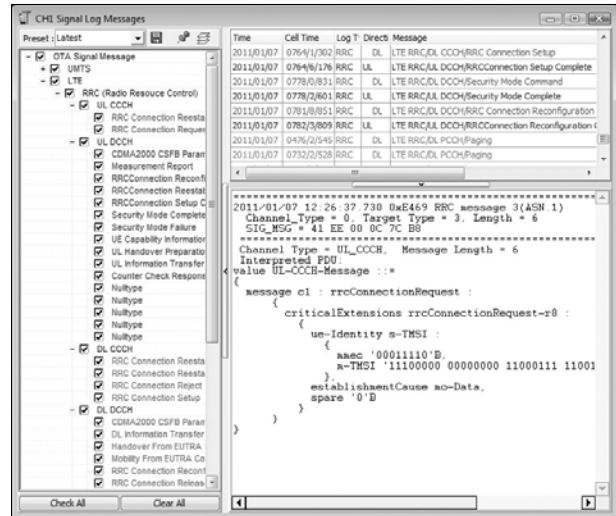 CH1 Signal Log Messages
Preset : Latest
OTA Signal Message
UMTS
LTE
RRC (Radio Resouce Control)
UL CCCH
RRC Connection Reesta
RRC Connection Reques
UL DCCH
CDMA2000 CSFB Param
Measurement Report
RRCConnection Reconfi
RRCConnection Reestab
RRCConnection Setup C
Security Mode Complete
Security Mode Failure
UE Capability Information
UL Handover Preparatio
UL Information Transfer
Counter Check Respons
Nulltype
Nulltype
Nulltype
Nulltype
Nulltype
DL CCCH
RRC Connection Reesta
RRC Connection Reesta
RRC Connection Reject
RRC Connection Setup
DL DCCH
CDMA2000 CSFB Param
DL Information Transfer
Handover From EUTRA
Mobility From EUTRA Co
RRC Connection Reconf
RRC Connection Releas
Check All Clear All
Time Cell Time Log T Directi Message
2011/01/07 0764/1/302 RRC DL LTE RRC/DL CCCH/RRC Connection Setup
2011/01/07 0764/6/176 RRC UL LTE RRC/UL DCCH/RRCConnection Setup Complete
2011/01/07 0778/0/831 RRC DL LTE RRC/DL DCCH/Security Mode Command
2011/01/07 0778/2/601 RRC UL LTE RRC/UL DCCH/Security Mode Complete
2011/01/07 0781/8/851 RRC DL LTE RRC/DL DCCH/RRC Connection Reconfiguration
2011/01/07 0782/3/809 RRC UL LTE RRC/UL DCCH/RRCConnection Reconfiguration C
2011/01/07 0476/2/545 RRC DL LTE RRC/DL PCCH/Paging
2011/01/07 0732/2/528 RRC DL LTE RRC/DL PCCH/Paging
2011/01/07 12:26:37.730 0xE469 RRC message 3(ASN.1)
Channel_Type = 0, Target Type = 3, Length = 6
SIG_MSG = 41 EE 00 0C 7C B8
Channel Type = UL_CCCH, Message Length = 6
Interpreted PDU:
value UL-CCCH-Message ::=
{
message c1 : rrcConnectionRequest :
{
criticalExtensions rrcConnectionRequest-r8 :
{
ue-Identity s-TMSI :
{
mmec '00011110'B,
m-TMSI '11100000 00000000 11000111 11001
},
establishmentCause mo-Data,
spare '0'B
}
}
}